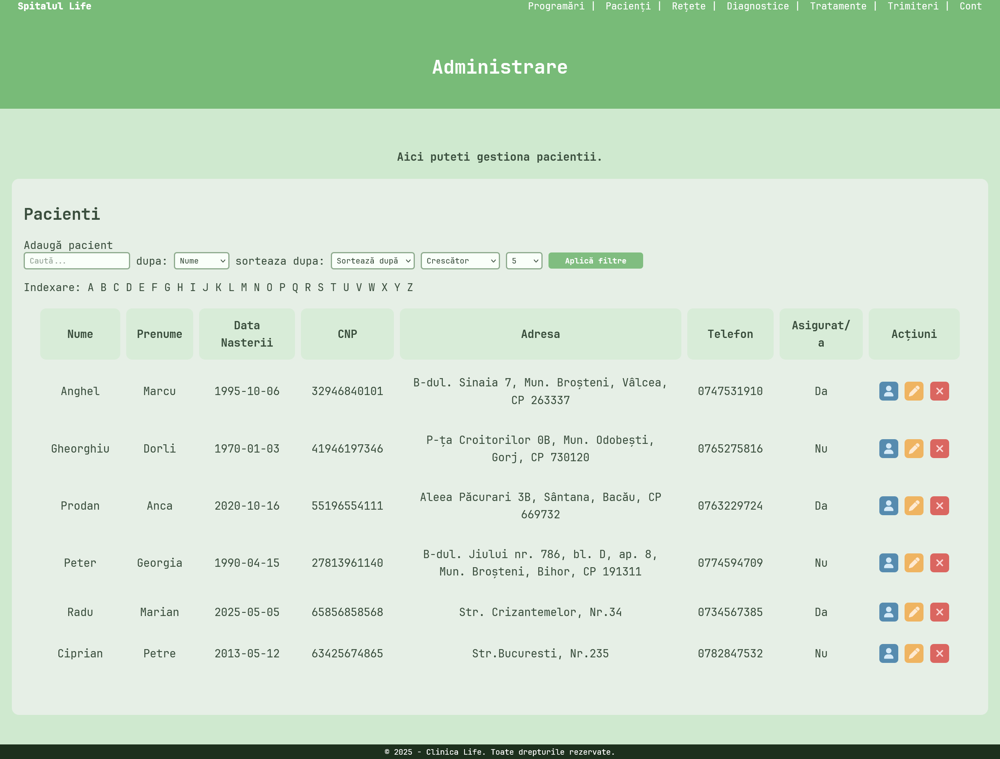 Spitalul Life
Programări | Pacienți | Rețete | Diagnostice | Tratamente | Trimiteri | Cont
Administrare
Aici puteti gestiona pacientii.
Pacienti
Adaugă pacient
Caută... dupa: Nume sorteaza dupa: Sortează după Crescător 5 Aplică filtre
Indexare: A B C D E F G H I J K L M N O P Q R S T U V W X Y Z
Nume Prenume Data Nasterii CNP Adresa Telefon Asigurat/a Acțiuni
Anghel Marcu 1995-10-06 32946840101 B-dul. Sinaia 7, Mun. Broșteni, Vâlcea, CP 263337 0747531910 Da
Gheorghiu Dorli 1970-01-03 41946197346 P-ța Croitorilor 0B, Mun. Odobești, Gorj, CP 730120 0765275816 Nu
Prodan Anca 2020-10-16 55196554111 Aleea Păcurari 3B, Sântana, Bacău, CP 669732 0763229724 Da
Peter Georgia 1990-04-15 27813961140 B-dul. Jiului nr. 786, bl. D, ap. 8, Mun. Broșteni, Bihor, CP 191311 0774594709 Nu
Radu Marian 2025-05-05 65856858568 Str. Crizantemelor, Nr.34 0734567385 Da
Ciprian Petre 2013-05-12 63425674865 Str.Bucuresti, Nr.235 0782847532 Nu
© 2025 - Clinica Life. Toate drepturile rezervate.